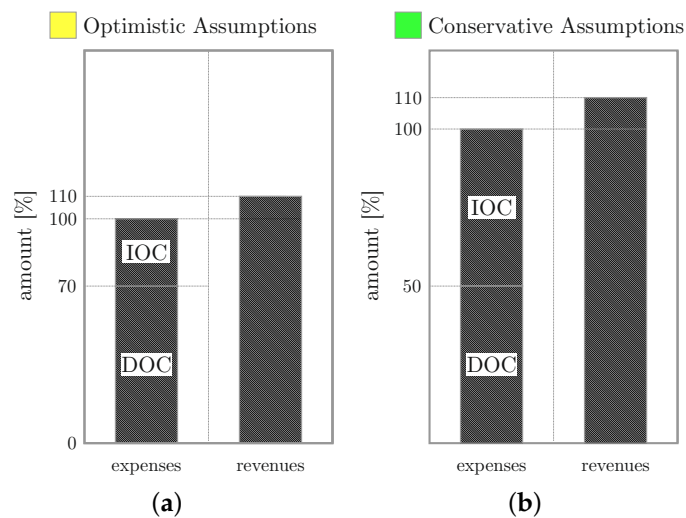 Optimistic Assumptions
Conservative Assumptions
amount [%]
110
100
70
0
IOC
DOC
expenses
revenues
(a)
amount [%]
110
100
50
IOC
DOC
expenses
revenues
(b)